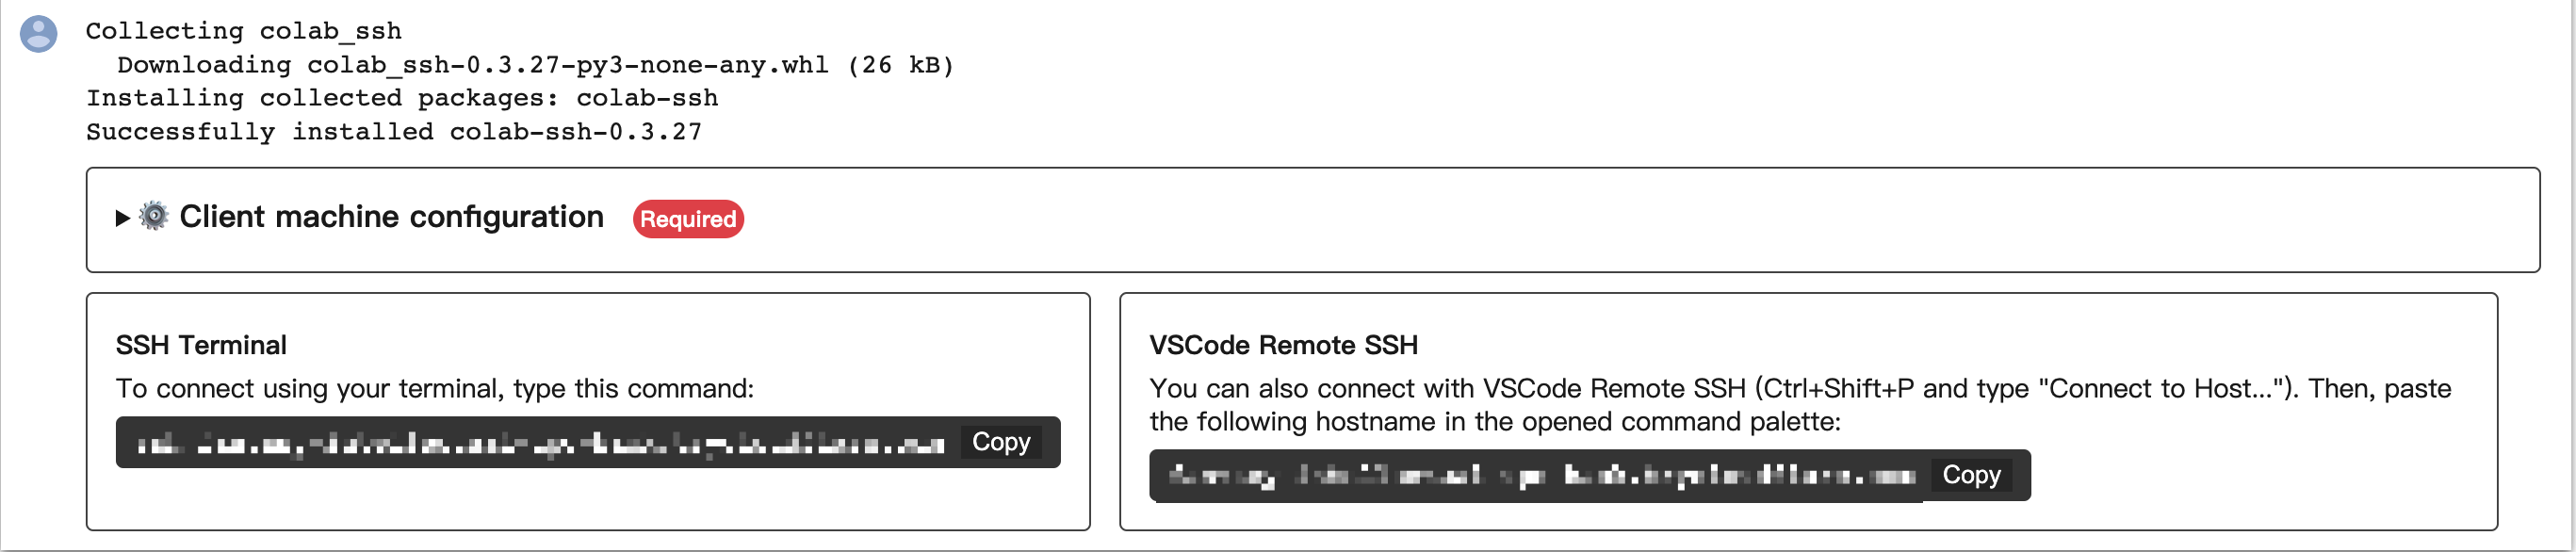 Collecting colab_ssh
  Downloading colab_ssh-0.3.27-py3-none-any.whl (26 kB)
Installing collected packages: colab-ssh
Successfully installed colab-ssh-0.3.27
Client machine configuration Required
SSH Terminal
To connect using your terminal, type this command:
Copy
VSCode Remote SSH
You can also connect with VSCode Remote SSH (Ctrl+Shift+P and type "Connect to Host..."). Then, paste
the following hostname in the opened command palette:
Copy